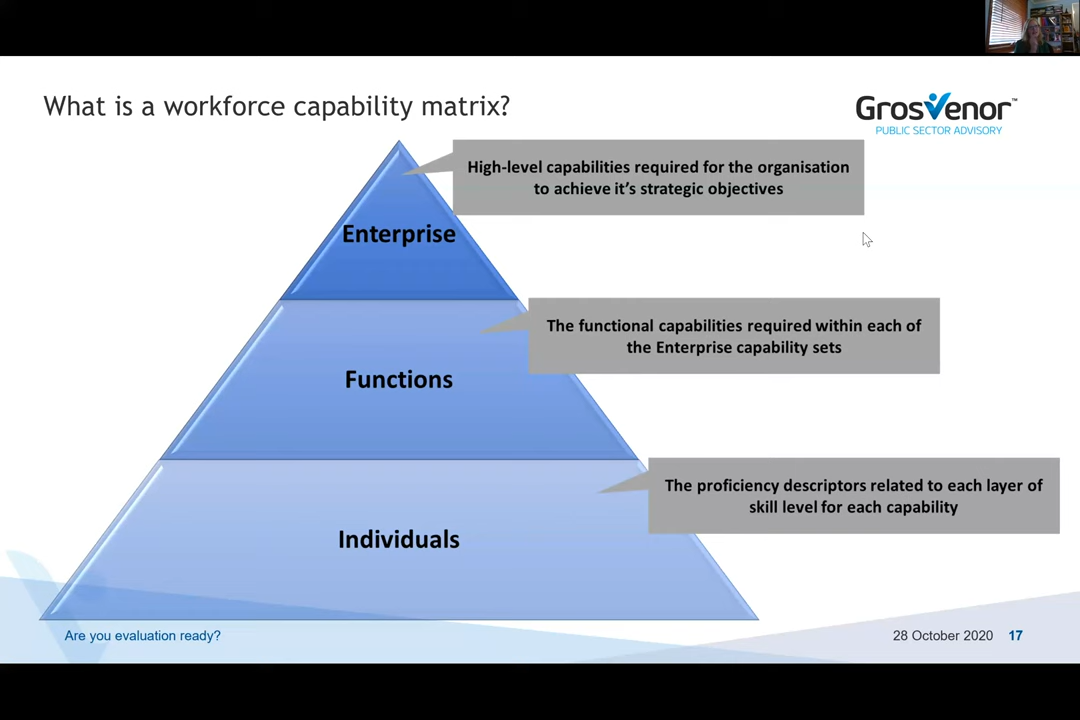 What is a workforce capability matrix?
Grosvenor™
PUBLIC SECTOR ADVISORY
High-level capabilities required for the organisation
to achieve it's strategic objectives
Enterprise
The functional capabilities required within each of
the Enterprise capability sets
Functions
The proficiency descriptors related to each layer of
skill level for each capability
Individuals
Are you evaluation ready?
28 October 2020 17